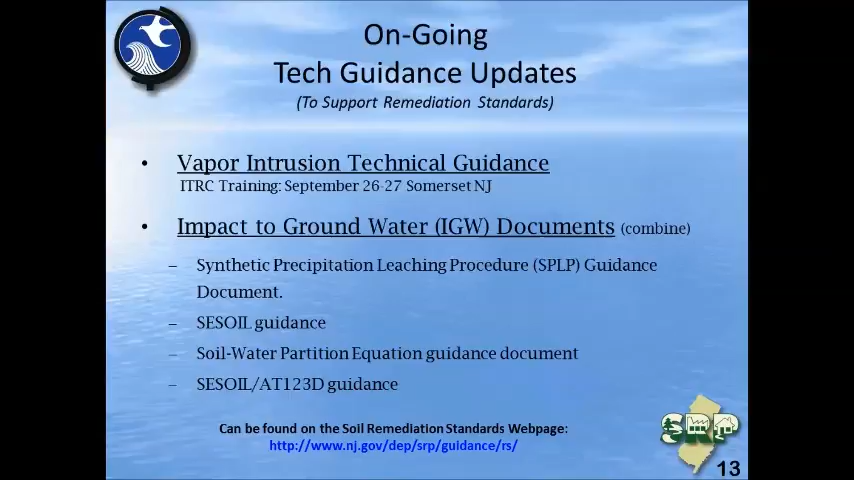 On-Going
Tech Guidance Updates
(To Support Remediation Standards)
• Vapor Intrusion Technical Guidance
ITRC Training: September 26-27 Somerset NJ
• Impact to Ground Water (IGW) Documents (combine)
– Synthetic Precipitation Leaching Procedure (SPLP) Guidance
Document.
– SESOIL guidance
– Soil-Water Partition Equation guidance document
– SESOIL/AT123D guidance
Can be found on the Soil Remediation Standards Webpage:
http://www.nj.gov/dep/srp/guidance/rs/
SRP
13